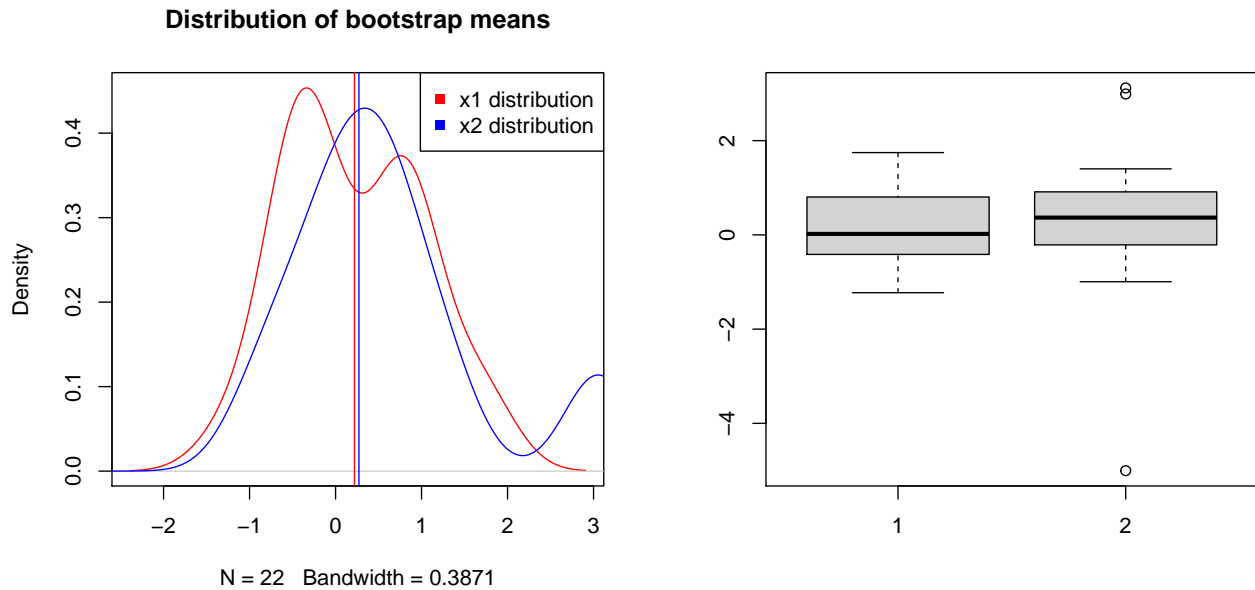 Distribution of bootstrap means
x1 distribution
x2 distribution
Density
0.0
0.1
0.2
0.3
0.4
−2 −1 0 1 2 3
N = 22 Bandwidth = 0.3871
2
0
−2
−4
1 2